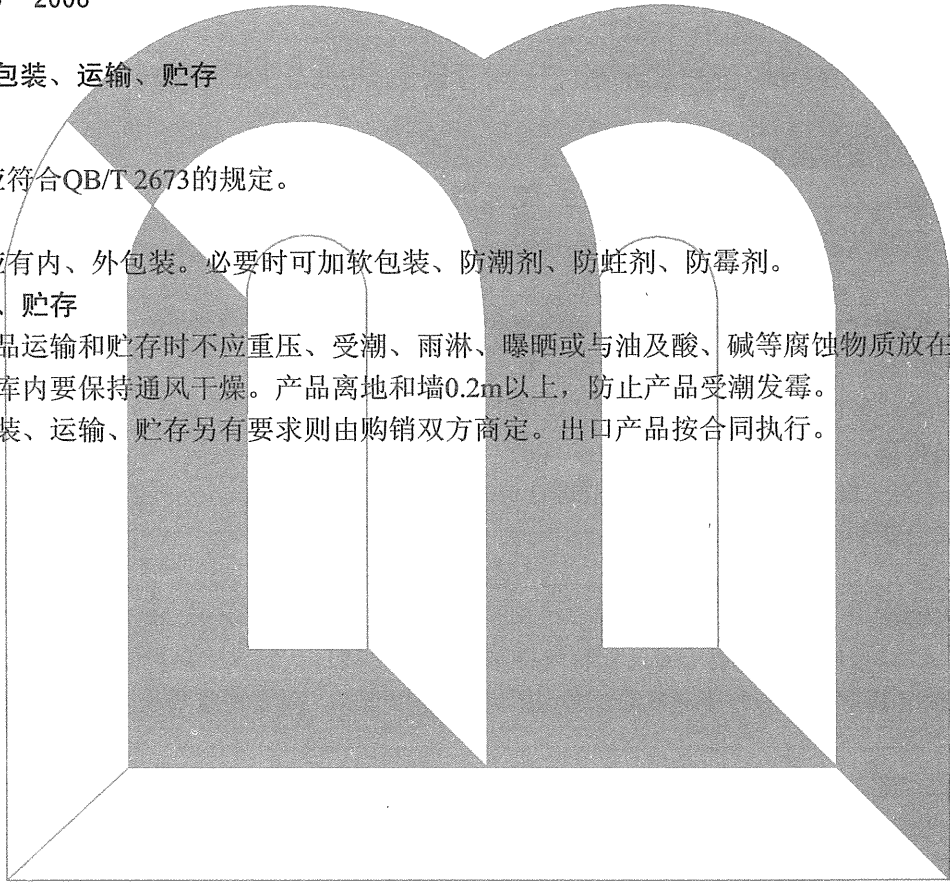 2008
包装、运输、贮存
应符合QB/T 2673的规定。
应有内、外包装。必要时可加软包装、防潮剂、防蛀剂、防霉剂。
、贮存
品运输和贮存时不应重压、受潮、雨淋、曝晒或与油及酸、碱等腐蚀物质放在
库内要保持通风干燥。产品离地和墙0.2m以上，防止产品受潮发霉。
装、运输、贮存另有要求则由购销双方商定。出口产品按合同执行。